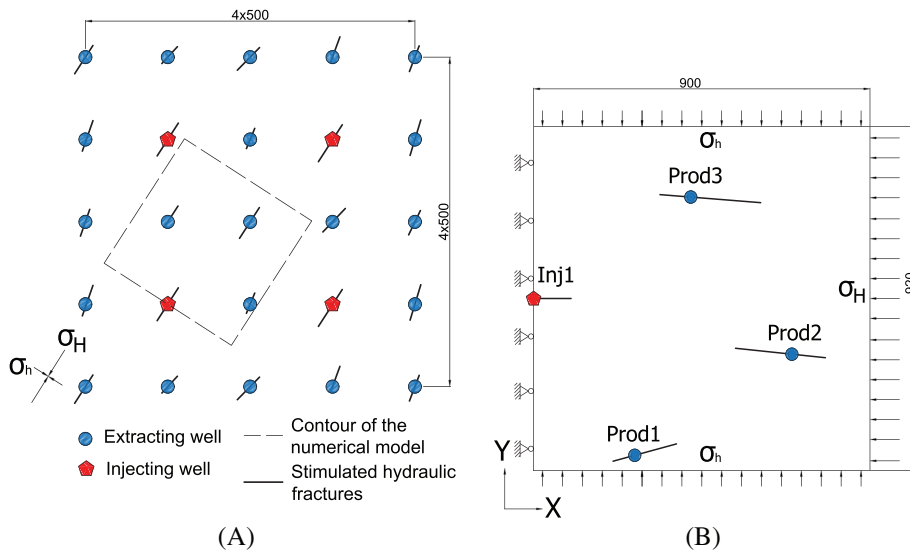 4x500
4x500
σH
σh
Extracting well
Injecting well
Contour of the
numerical model
Stimulated hydraulic
fractures
(A)
900
σh
Prod3
Inj1
σH
Prod2
Prod1
σh
Y
X
(B)